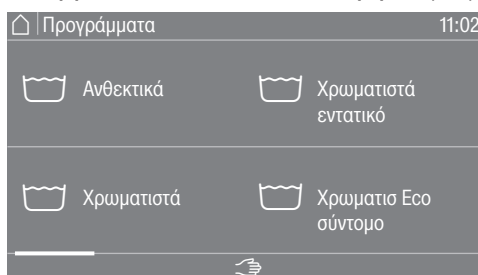 Προγράμματα 11:02
Ανθεκτικά
Χρωματιστά
εντατικό
Χρωματιστά
Χρωματισ Eco
σύντομο